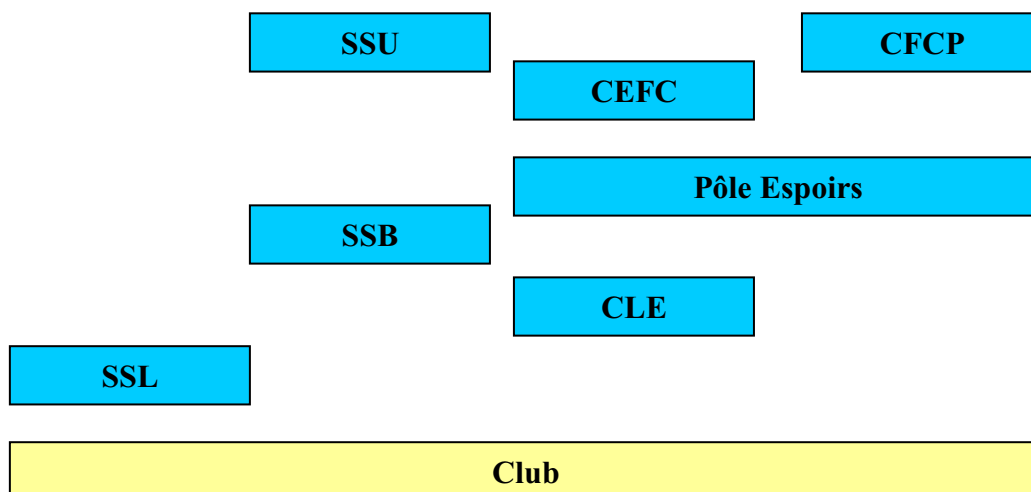 SSU
CFCP
CEFC
Pôle Espoirs
SSB
CLE
SSL
Club